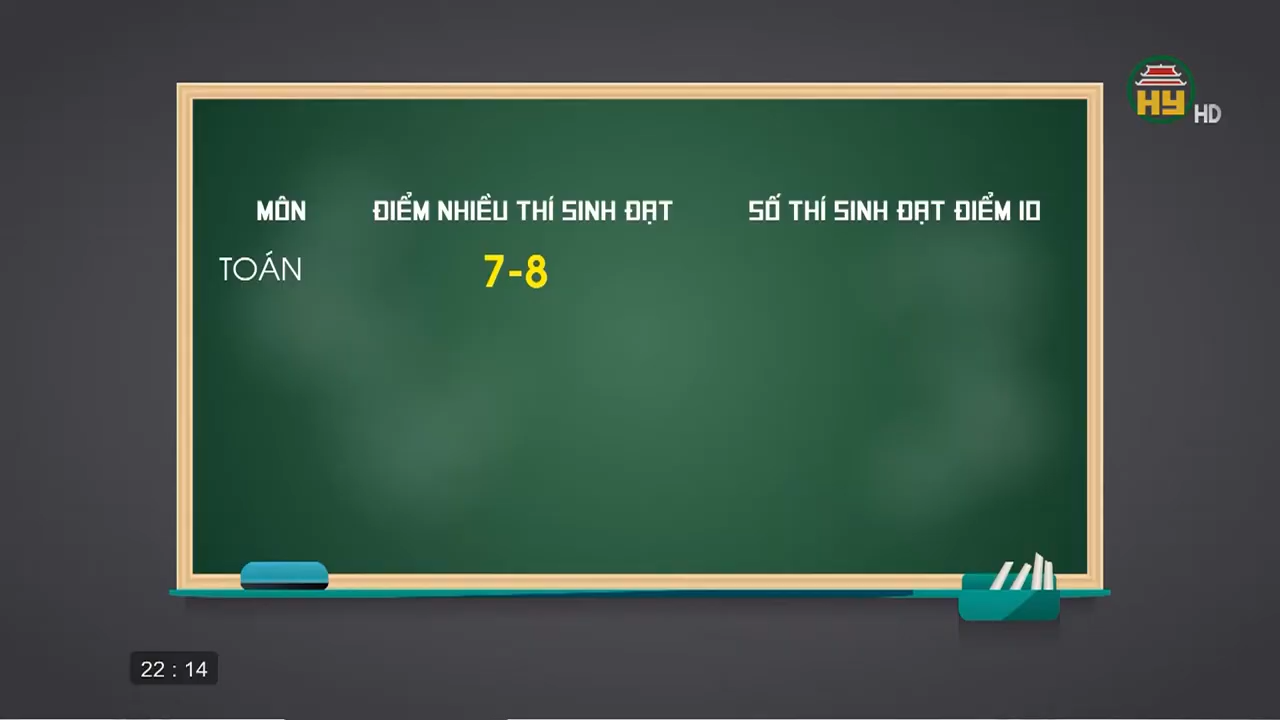 HY HD
MÔN ĐIỂM NHIỀU THÍ SINH ĐẠT SỐ THÍ SINH ĐẠT ĐIỂM 10
TOÁN 7-8
22 : 14